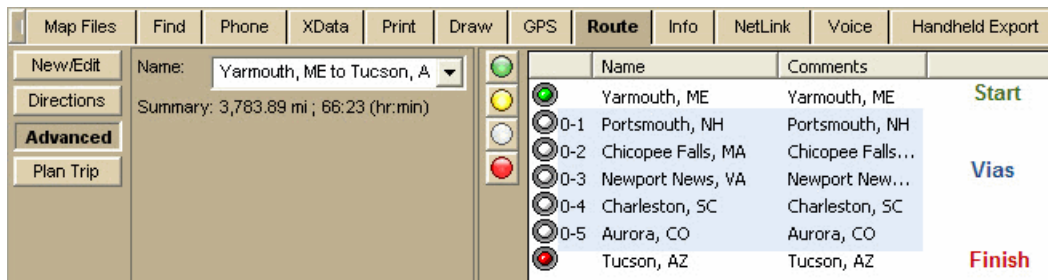 Map Files Find Phone XData Print Draw GPS Route Info NetLink Voice Handheld Export
New/Edit
Directions
Advanced
Plan Trip
Name: Yarmouth, ME to Tucson, A
Summary: 3,783.89 mi ; 66:23 (hr:min)
Name Comments
Yarmouth, ME Yarmouth, ME Start
0-1 Portsmouth, NH Portsmouth, NH
0-2 Chicopee Falls, MA Chicopee Falls...
0-3 Newport News, VA Newport New... Vias
0-4 Charleston, SC Charleston, SC
0-5 Aurora, CO Aurora, CO
Tucson, AZ Tucson, AZ Finish